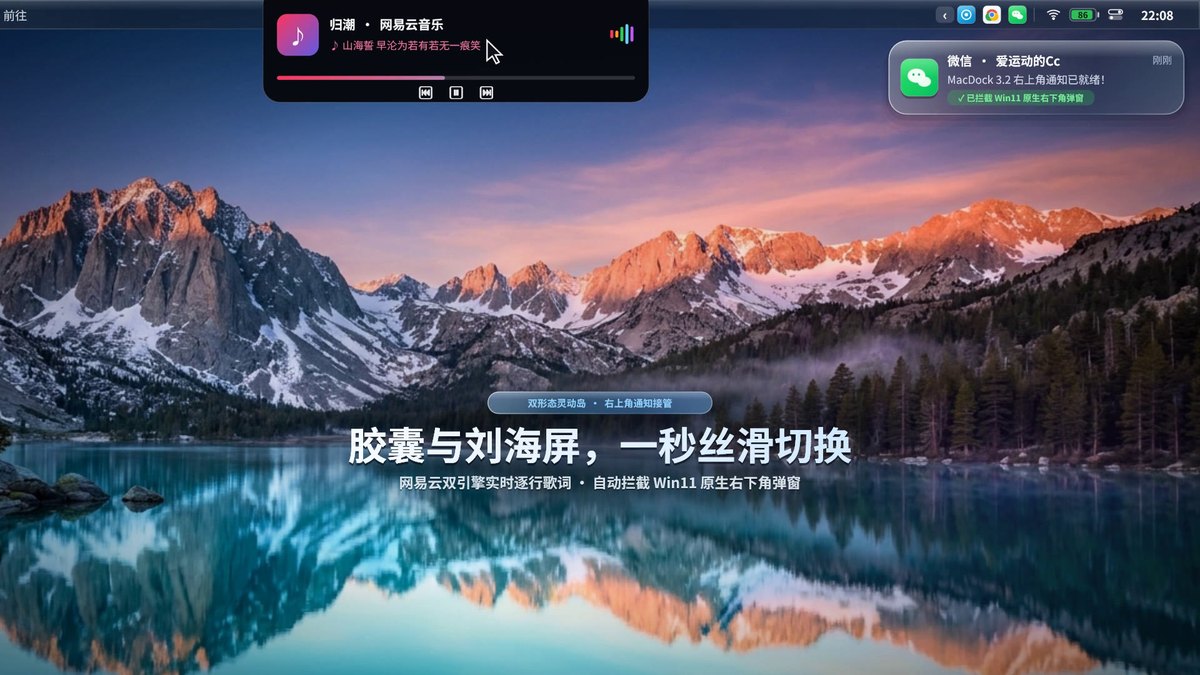 前往
归潮 • 网易云音乐
♪ 山海誓 早沦为若有若无一痕笑
86
22:08
微信 • 爱运动的Cc
刚刚
MacDock 3.2 右上角通知已就绪!
✓ 已拦截 Win11 原生右下角弹窗
双形态灵动岛 • 右上角通知接管
胶囊与刘海屏，一秒丝滑切换
网易云双引擎实时逐行歌词 • 自动拦截 Win11 原生右下角弹窗